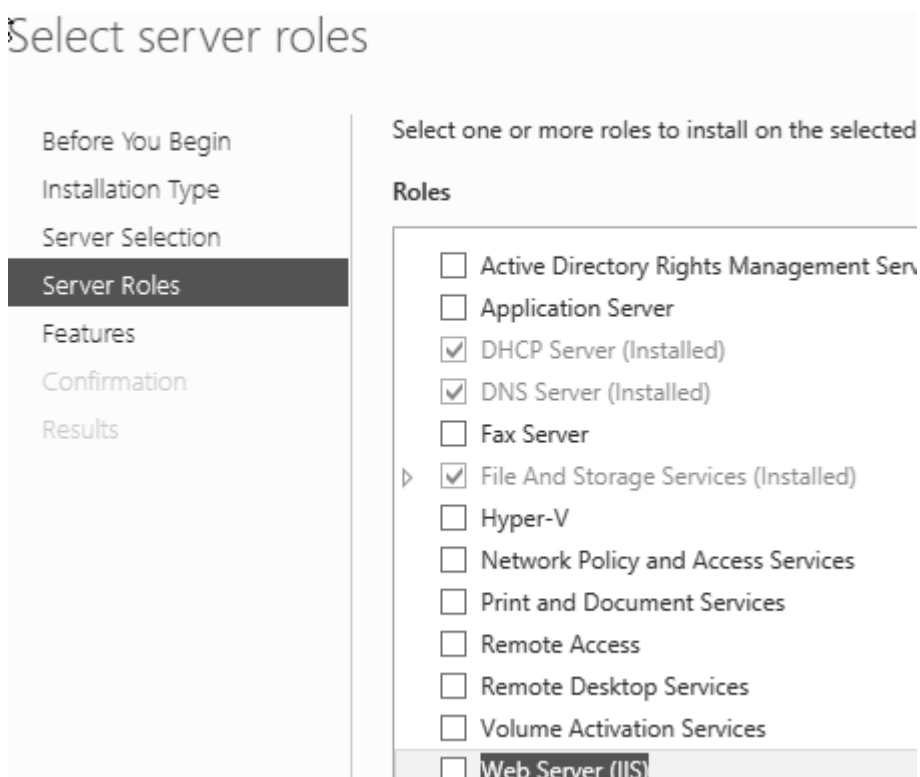 Select server roles
Before You Begin
Installation Type
Server Selection
Server Roles
Features
Confirmation
Results
Select one or more roles to install on the selected
Roles
Active Directory Rights Management Serv
Application Server
DHCP Server (Installed)
DNS Server (Installed)
Fax Server
File And Storage Services (Installed)
Hyper-V
Network Policy and Access Services
Print and Document Services
Remote Access
Remote Desktop Services
Volume Activation Services
Web Server (IIS)